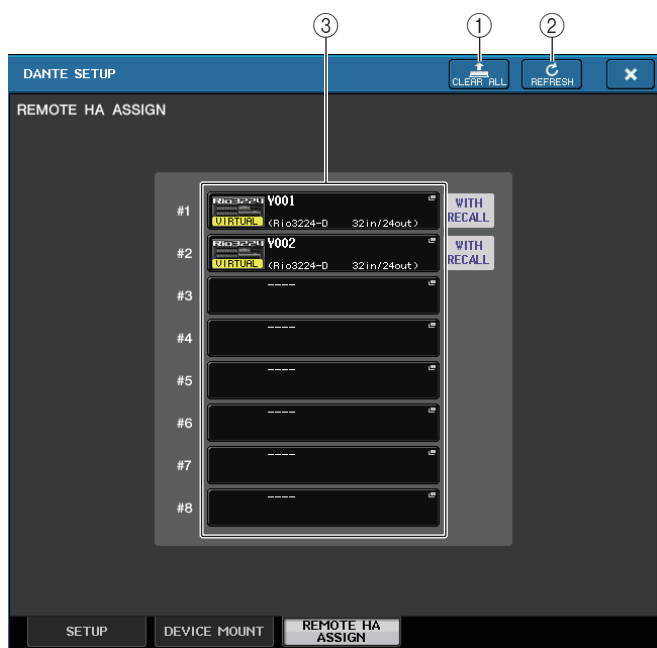 ③ ① ②
DANTE SETUP
CLEAR ALL
REFRESH
REMOTE HA ASSIGN
#1
Rio3224
VIRTUAL
Y001
(Rio3224-D 32in/24out)
WITH
RECALL
#2
Rio3224
VIRTUAL
Y002
(Rio3224-D 32in/24out)
WITH
RECALL
#3 ----
#4 ----
#5 ----
#6 ----
#7 ----
#8 ----
SETUP
DEVICE MOUNT
REMOTE HA
ASSIGN